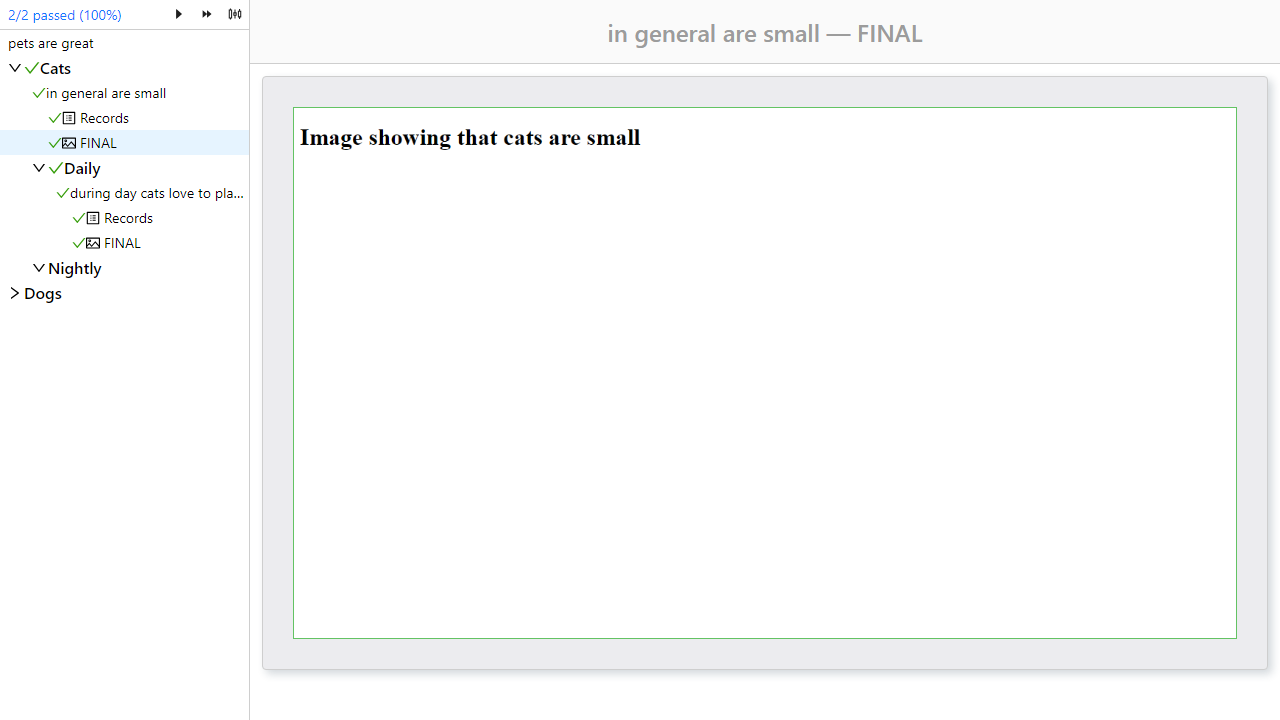 2/2 passed (100%)
pets are great
Cats
in general are small
Records
FINAL
Daily
during day cats love to pla...
Records
FINAL
Nightly
Dogs
in general are small — FINAL
Image showing that cats are small